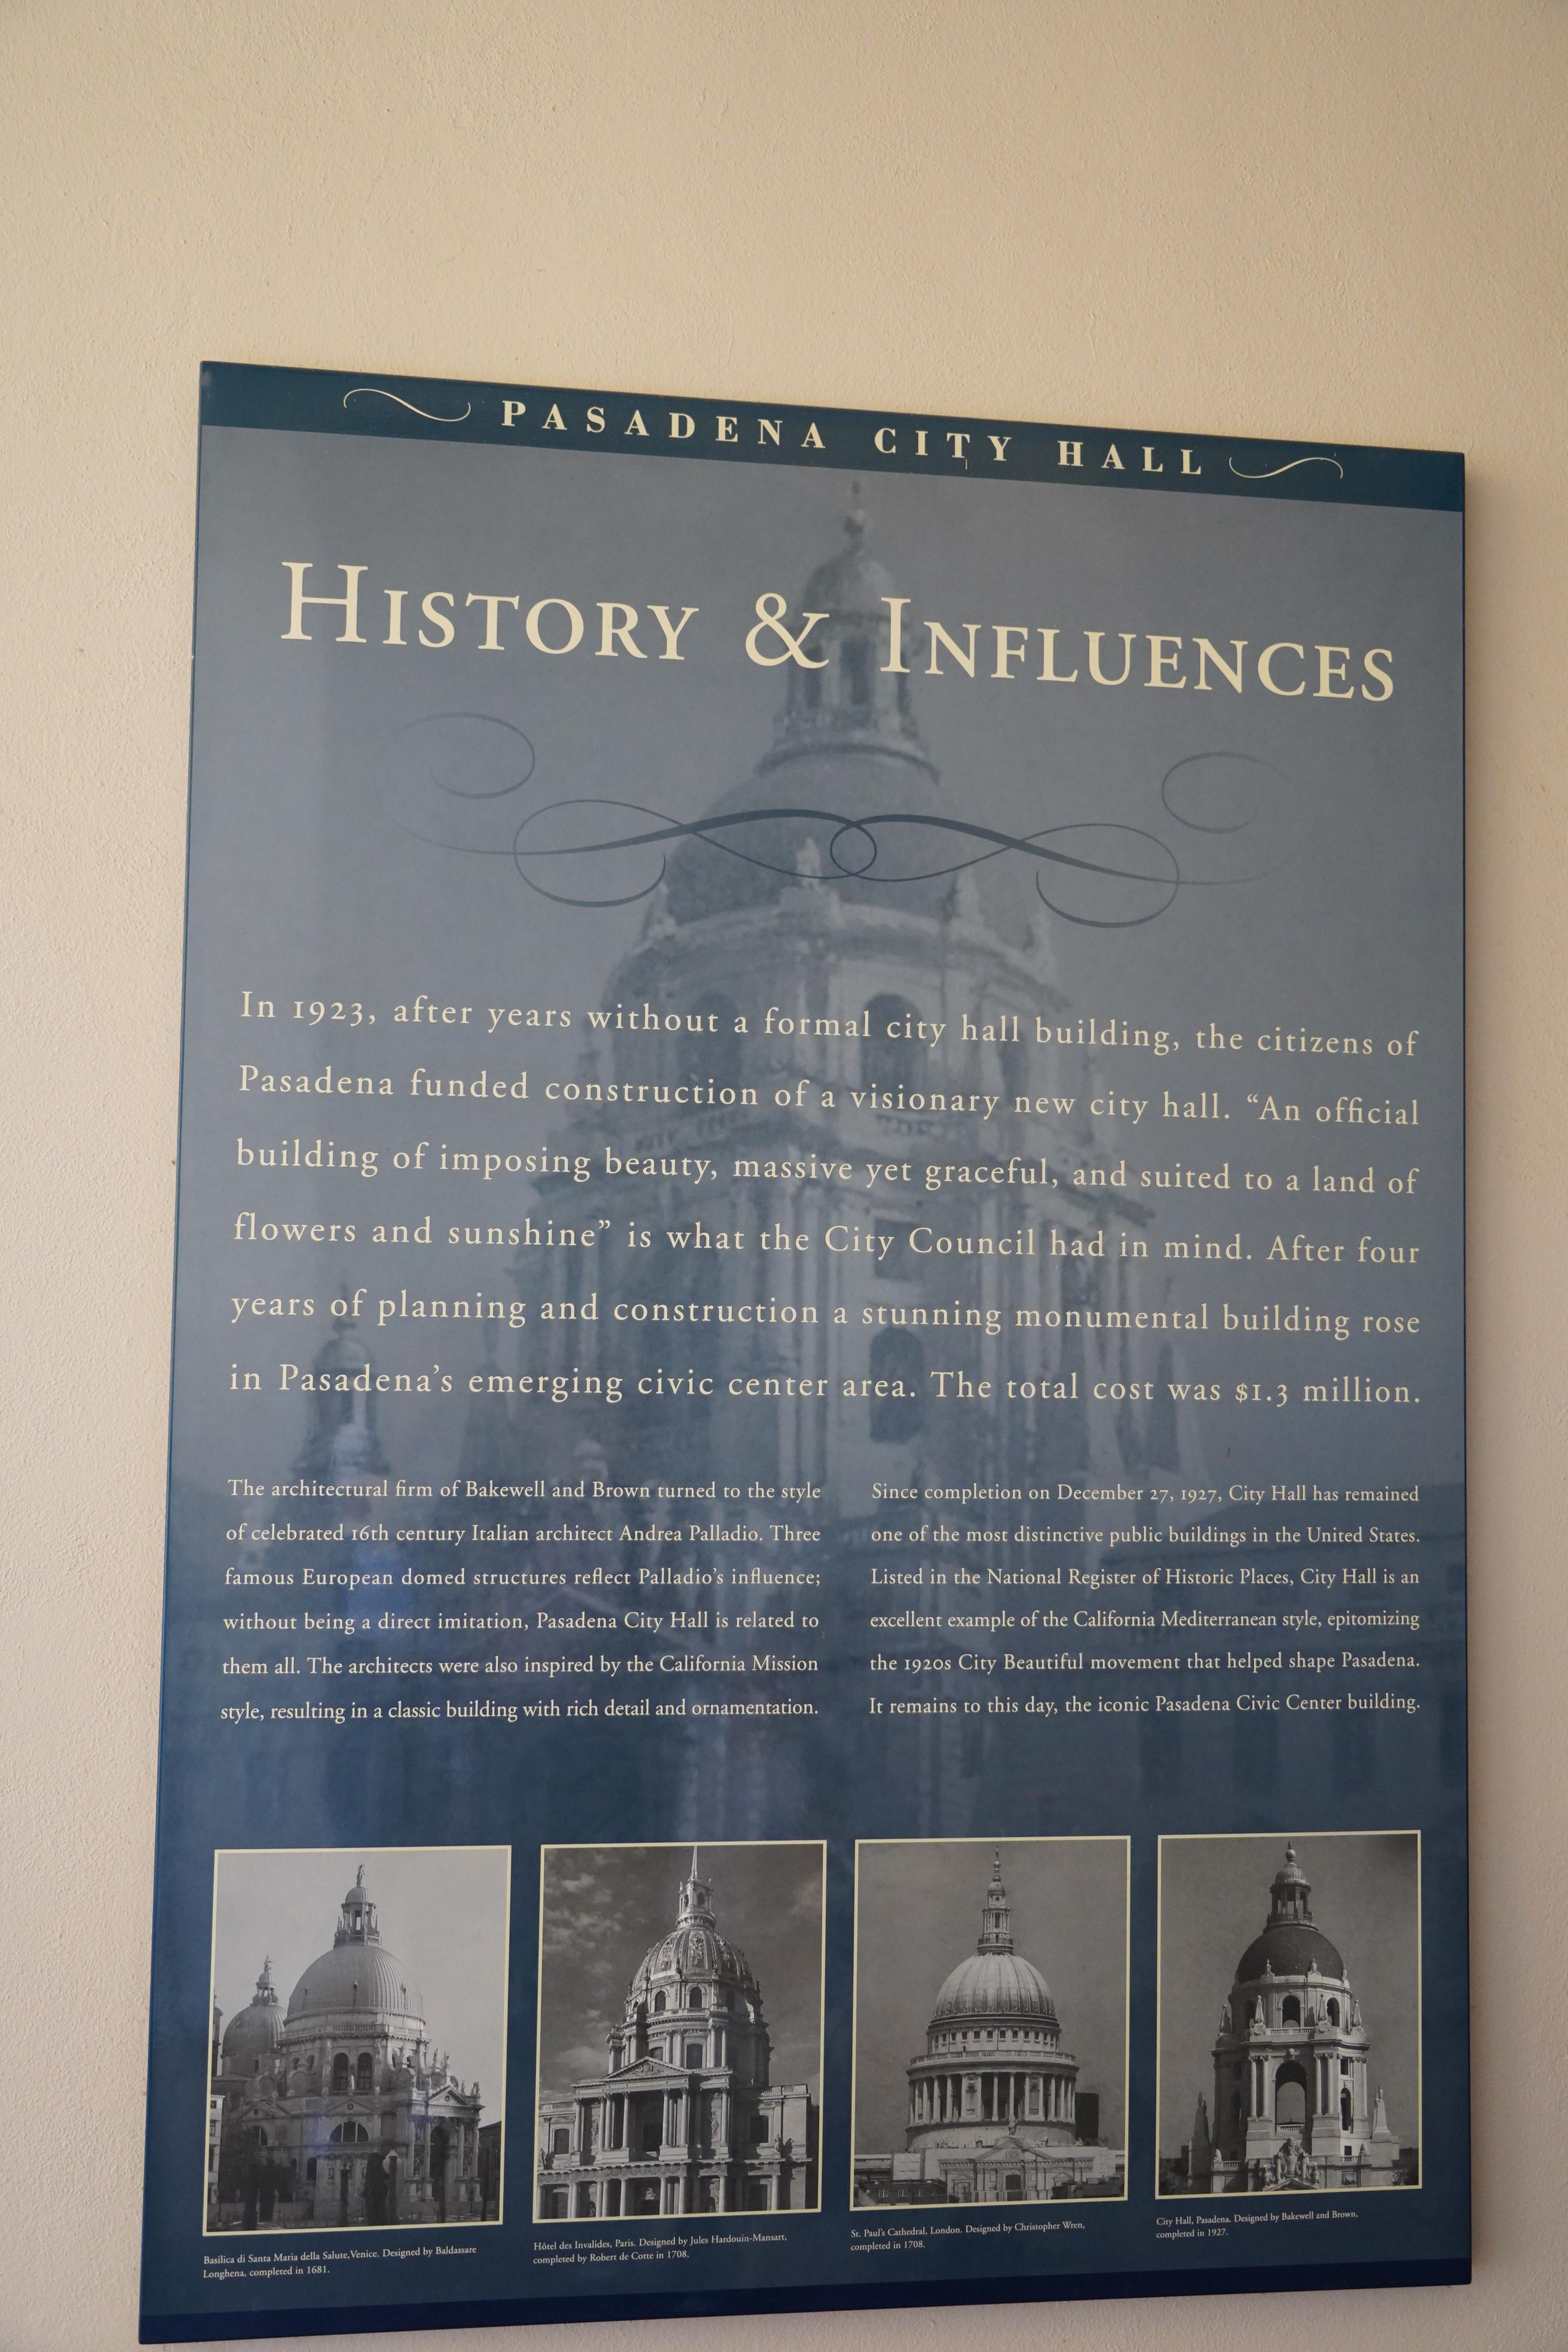 PASADENA CITY HALL
HISTORY & INFLUENCES
In 1923, after years without a formal city hall building, the citizens of
Pasadena funded construction of a visionary new city hall. “An official
building of imposing beauty, massive yet graceful, and suited to a land of
flowers and sunshine” is what the City Council had in mind. After four
years of planning and construction a stunning monumental building rose
in Pasadena’s emerging civic center area. The total cost was $1.3 million.
The architectural firm of Bakewell and Brown turned to the style
of celebrated 16th century Italian architect Andrea Palladio. Three
famous European domed structures reflect Palladio’s influence;
without being a direct imitation, Pasadena City Hall is related to
them all. The architects were also inspired by the California Mission
style, resulting in a classic building with rich detail and ornamentation.
Since completion on December 27, 1927, City Hall has remained
one of the most distinctive public buildings in the United States.
Listed in the National Register of Historic Places, City Hall is an
excellent example of the California Mediterranean style, epitomizing
the 1920s City Beautiful movement that helped shape Pasadena.
It remains to this day, the iconic Pasadena Civic Center building.
Basilica di Santa Maria della Salute, Venice. Designed by Baldassare
Longhena, completed in 1681.
Hôtel des Invalides, Paris. Designed by Jules Hardouin-Mansart,
completed by Robert de Cotte in 1708.
St. Paul’s Cathedral, London. Designed by Christopher Wren,
completed in 1708.
City Hall, Pasadena. Designed by Bakewell and Brown,
completed in 1927.